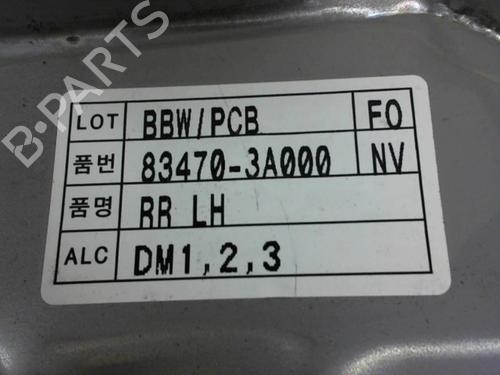 LOT BBW/PCB FO
품번 83470-3A000 NV
품명 RR LH
ALC DM1,2,3
B-PARTS